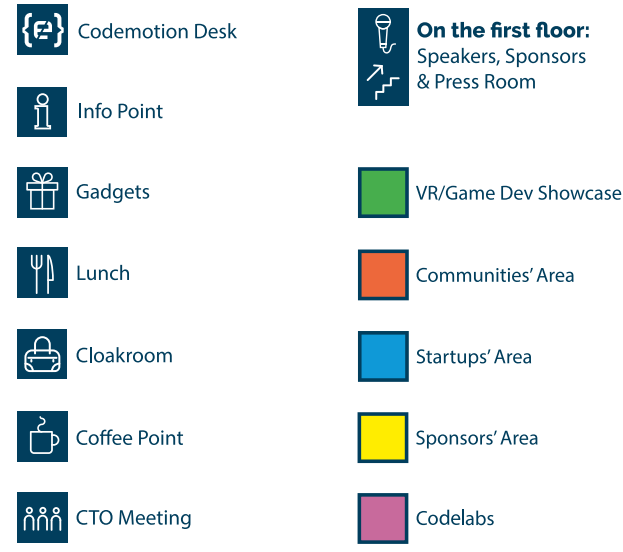 Codemotion Desk
Info Point
Gadgets
Lunch
Cloakroom
Coffee Point
CTO Meeting
On the first floor:
Speakers, Sponsors
& Press Room
VR/Game Dev Showcase
Communities' Area
Startups' Area
Sponsors' Area
Codelabs